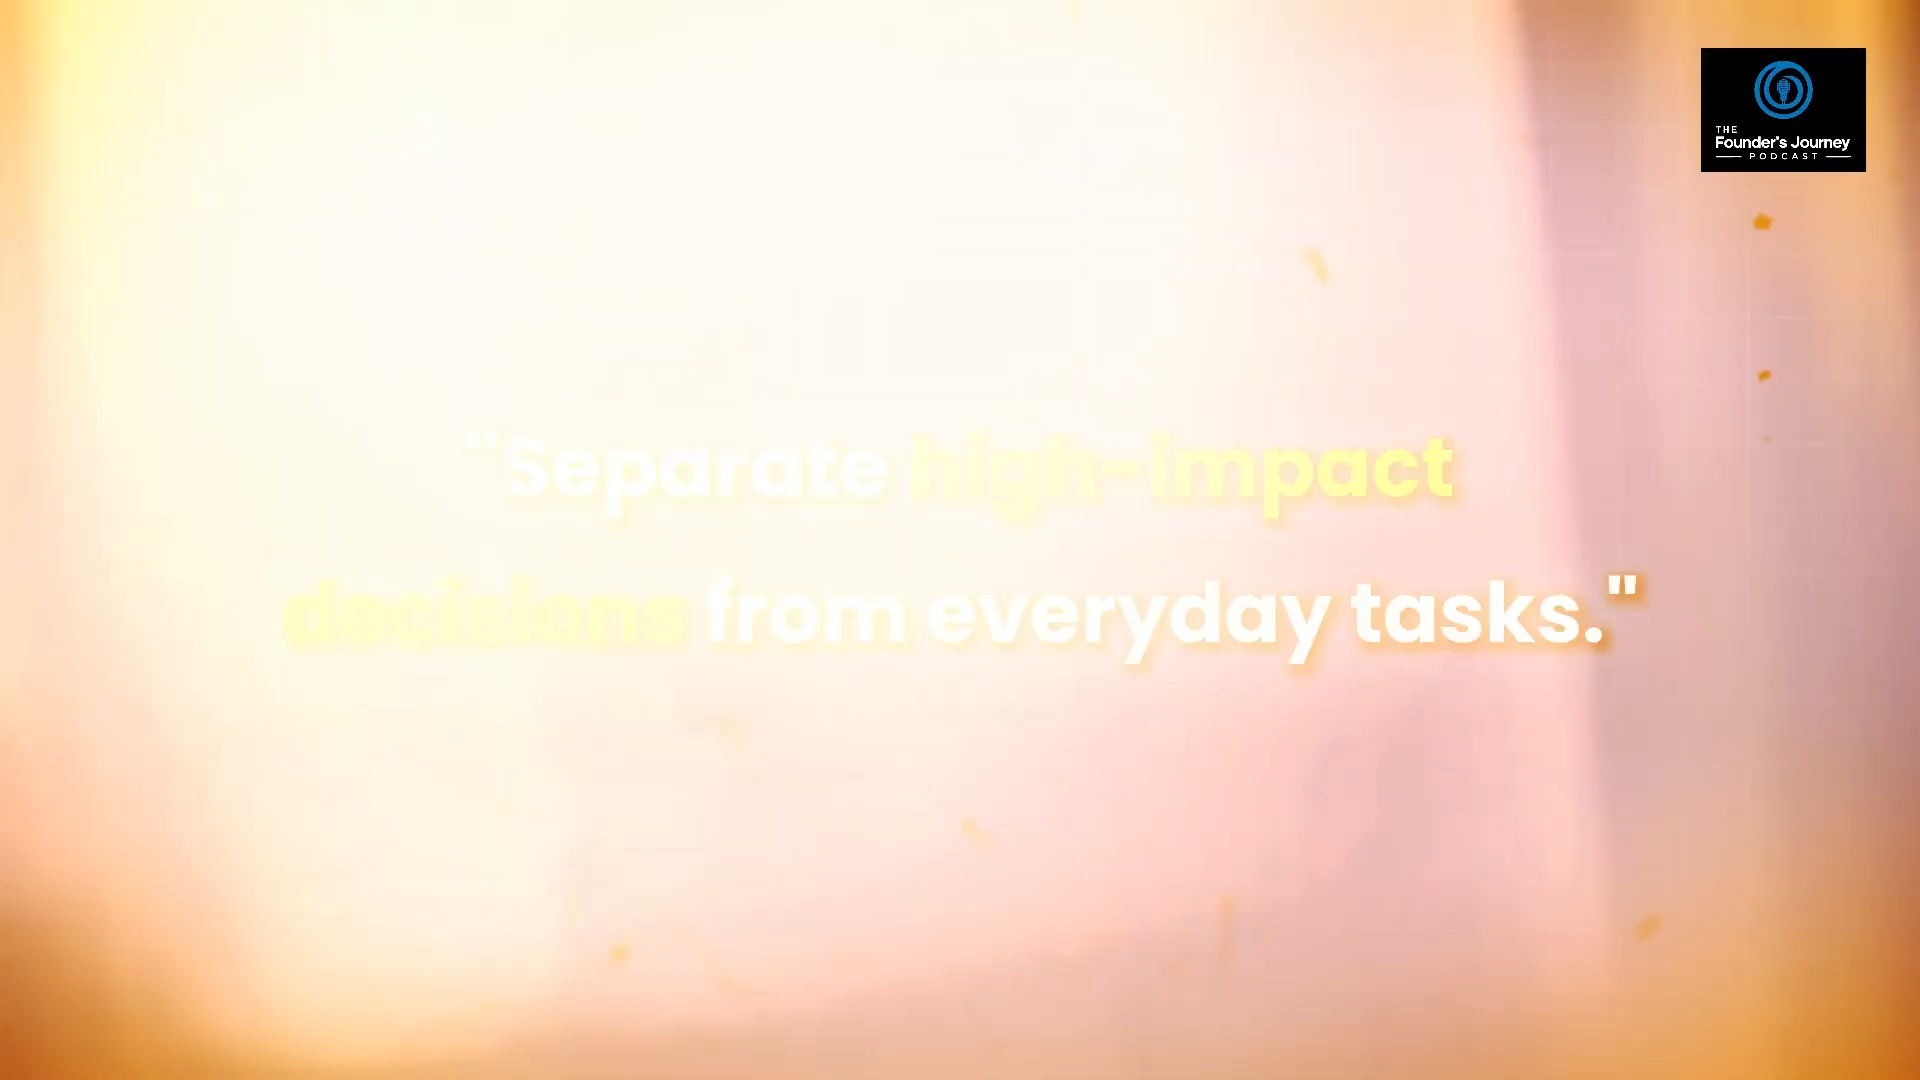 THE
Founder's Journey
PODCAST
"Separate high-impact
decisions from everyday tasks."